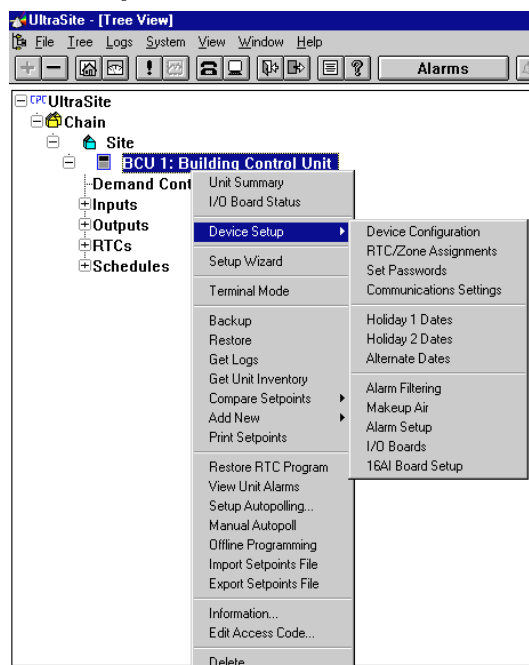 UltraSite - [Tree View]
File Tree Logs System View Window Help
Alarms
CPC UltraSite
Chain
Site
BCU 1: Building Control Unit
Demand Cont
Inputs
Outputs
RTCs
Schedules
Unit Summary
I/O Board Status
Device Setup
Setup Wizard
Terminal Mode
Backup
Restore
Get Logs
Get Unit Inventory
Compare Setpoints
Add New
Print Setpoints
Restore RTC Program
View Unit Alarms
Setup Autopolling...
Manual Autopoll
Offline Programming
Import Setpoints File
Export Setpoints File
Information...
Edit Access Code...
Delete
Device Configuration
RTC/Zone Assignments
Set Passwords
Communications Settings
Holiday 1 Dates
Holiday 2 Dates
Alternate Dates
Alarm Filtering
Makeup Air
Alarm Setup
I/O Boards
16AI Board Setup